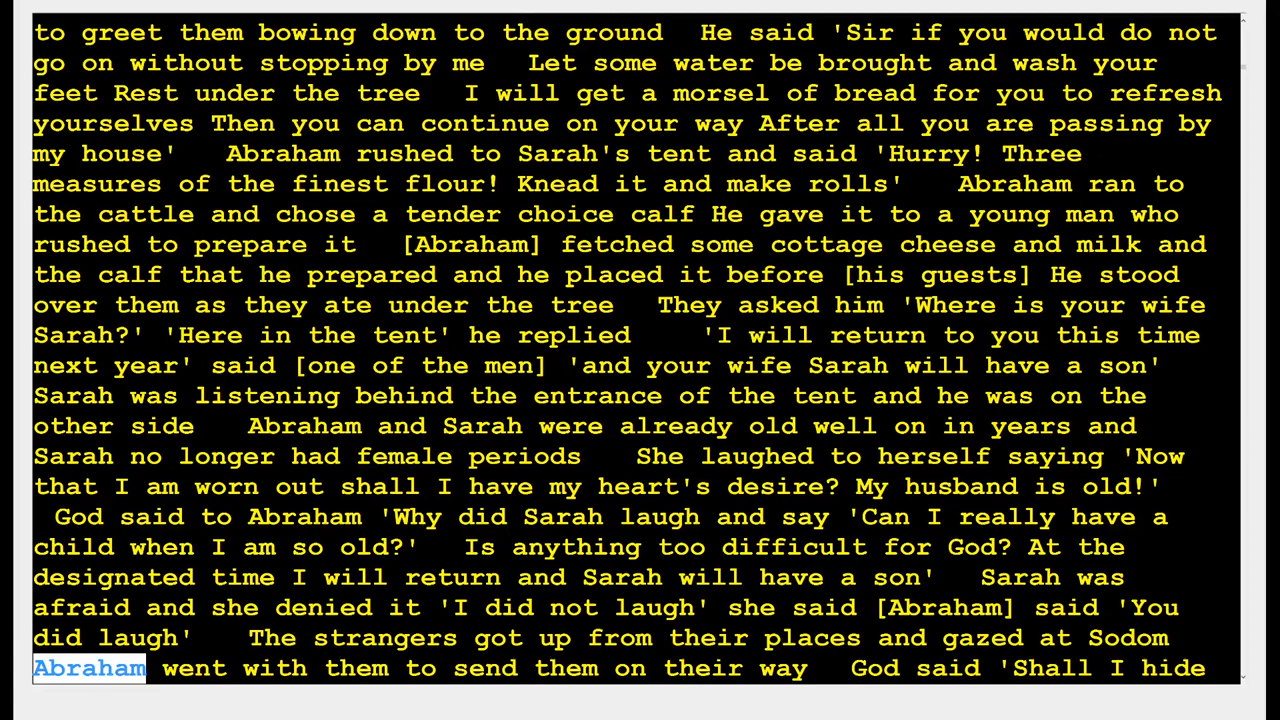 to greet them bowing down to the ground He said 'Sir if you would do not
go on without stopping by me Let some water be brought and wash your
feet Rest under the tree I will get a morsel of bread for you to refresh
yourselves Then you can continue on your way After all you are passing by
my house' Abraham rushed to Sarah's tent and said 'Hurry! Three
measures of the finest flour! Knead it and make rolls' Abraham ran to
the cattle and chose a tender choice calf He gave it to a young man who
rushed to prepare it [Abraham] fetched some cottage cheese and milk and
the calf that he prepared and he placed it before [his guests] He stood
over them as they ate under the tree They asked him 'Where is your wife
Sarah?' 'Here in the tent' he replied 'I will return to you this time
next year' said [one of the men] 'and your wife Sarah will have a son'
Sarah was listening behind the entrance of the tent and he was on the
other side Abraham and Sarah were already old well on in years and
Sarah no longer had female periods She laughed to herself saying 'Now
that I am worn out shall I have my heart's desire? My husband is old!'
God said to Abraham 'Why did Sarah laugh and say 'Can I really have a
child when I am so old?' Is anything too difficult for God? At the
designated time I will return and Sarah will have a son' Sarah was
afraid and she denied it 'I did not laugh' she said [Abraham] said 'You
did laugh' The strangers got up from their places and gazed at Sodom
Abraham went with them to send them on their way God said 'Shall I hide